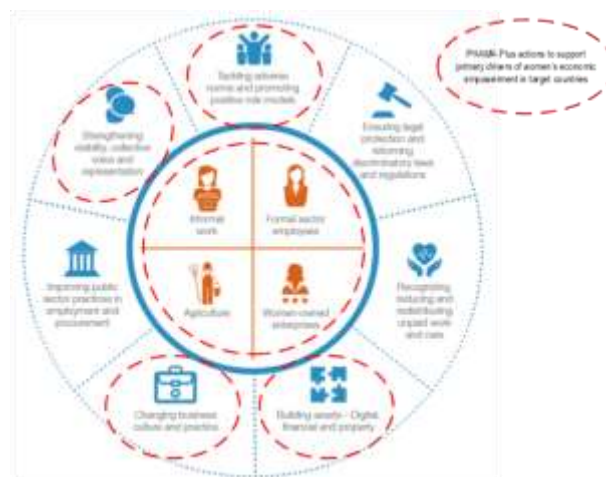 Tackling adverse
norms and promoting
positive role models
Plus actions to support
primary drivers of women's economic
empowerment in target countries
Strengthening
visibility, collective
voice and
representation
Ensuring legal
protection and
reforming
discriminatory laws
and regulations
Informal
work
Formal sector
employees
Improving public
sector practices in
employment and
procurement
Agriculture
Women-owned
enterprises
Recognizing
reducing and
redistributing
unpaid work
and care
Changing business
culture and practice
Building assets - Digital
financial and property